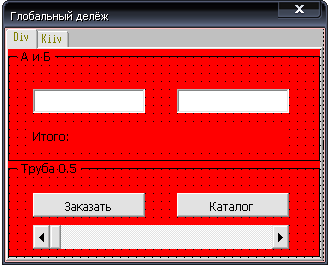 Глобальный делёж
Div Kiiv
А и Б
Итого:
Труба 0.5
Заказать Каталог